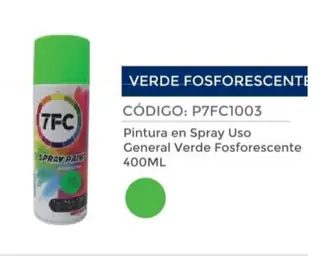 VERDE FOSFORESCENTE
CÓDIGO: P7FC1003
Pintura en Spray Uso
General Verde Fosforescente
400ML
7FC
SPRAY PAINT